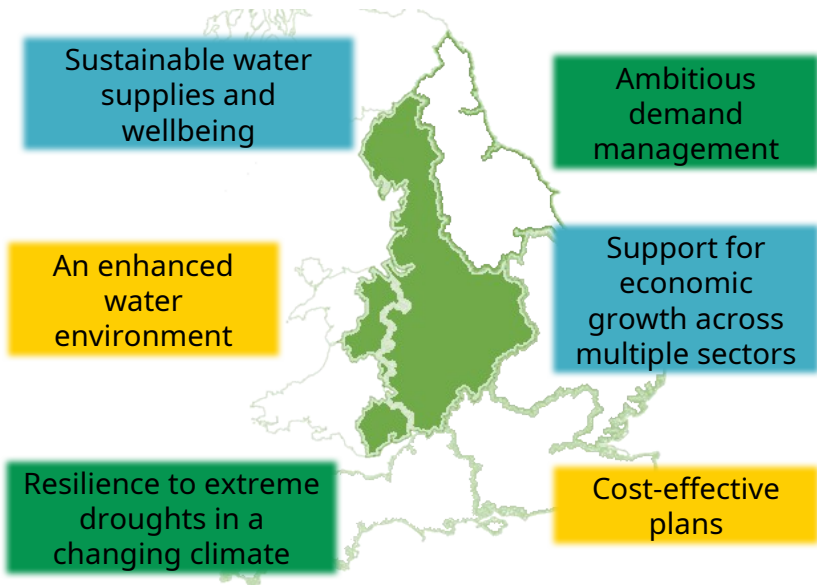 Sustainable water
supplies and
wellbeing
Ambitious
demand
management
An enhanced
water
environment
Support for
economic
growth across
multiple sectors
Resilience to extreme
droughts in a
changing climate
Cost-effective
plans